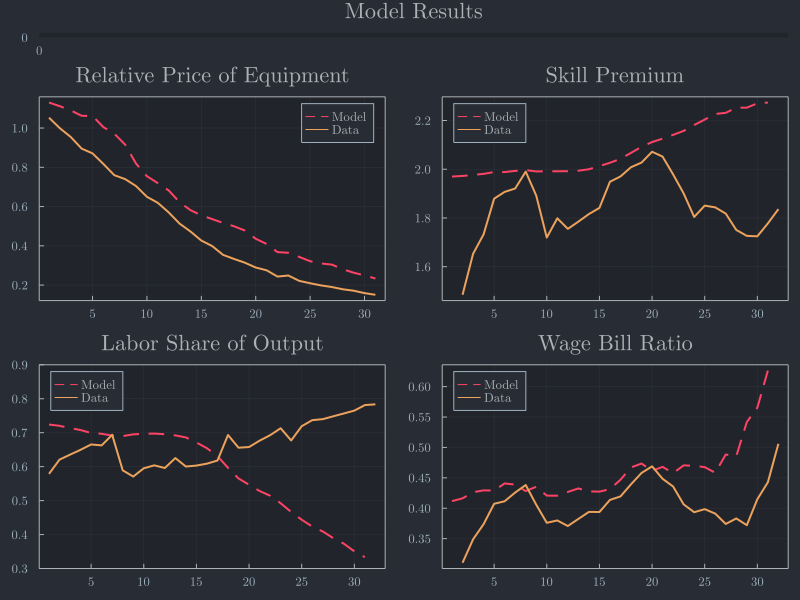 Model Results
0
0
Relative Price of Equipment
Skill Premium
Model
Data
1.0
0.8
0.6
0.4
0.2
5 10 15 20 25 30
Model
Data
2.2
2.0
1.8
1.6
5 10 15 20 25 30
Labor Share of Output
Wage Bill Ratio
Model
Data
0.9
0.8
0.7
0.6
0.5
0.4
0.3
5 10 15 20 25 30
Model
Data
0.60
0.55
0.50
0.45
0.40
0.35
5 10 15 20 25 30